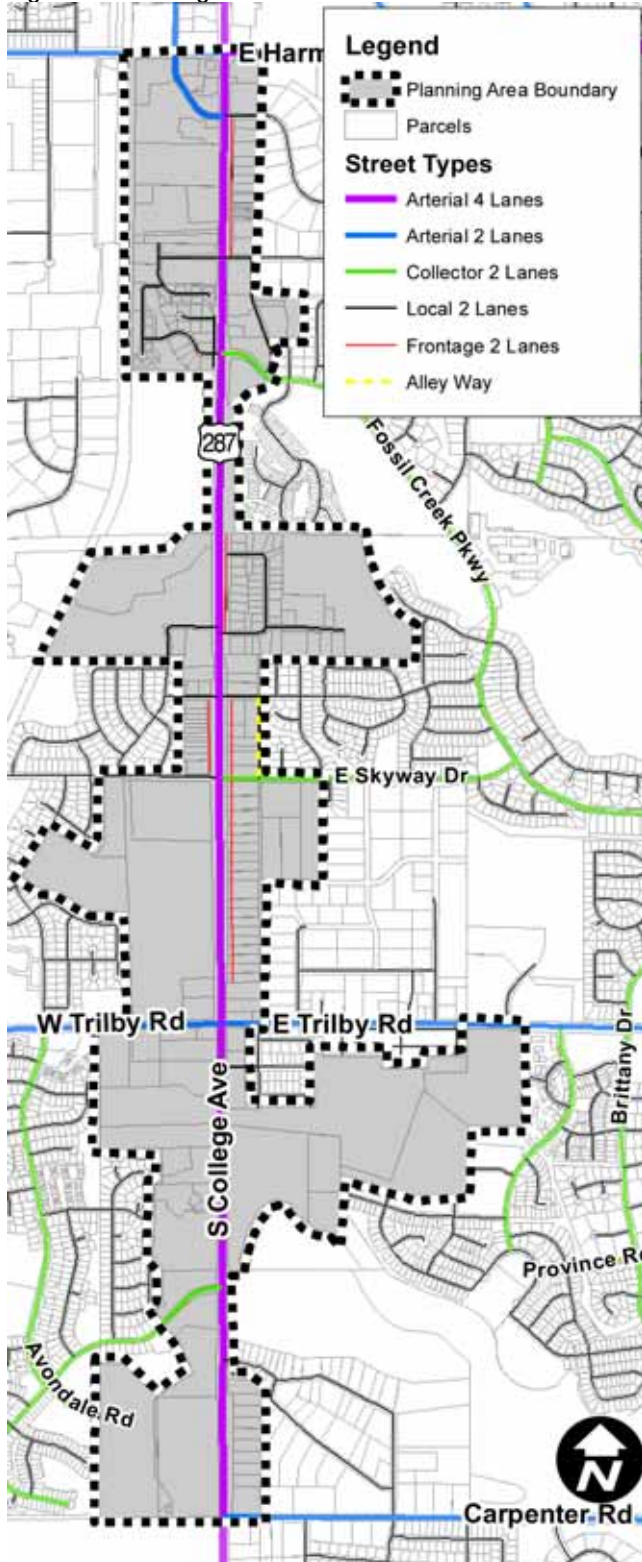 E Harm
Legend
Planning Area Boundary
Parcels
Street Types
Arterial 4 Lanes
Arterial 2 Lanes
Collector 2 Lanes
Local 2 Lanes
Frontage 2 Lanes
Alley Way
287
Fossil Creek Pkwy
E Skyway Dr
W Trilby Rd
E Trilby Rd
S College Ave
Brittany Dr
Province Rd
Avondale Rd
N
Carpenter Rd